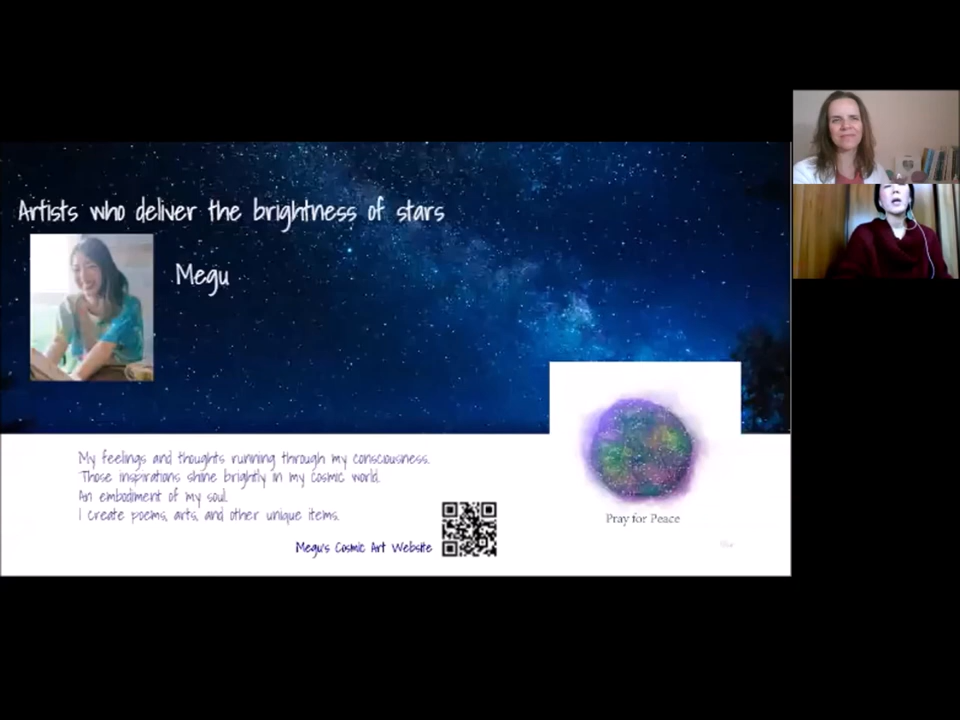 Artists who deliver the brightness of stars
Megu
My feelings and thoughts running through my consciousness.
Those inspirations shine brightly in my cosmic world.
An embodiment of my soul.
I create poems, arts, and other unique items.
Megu's Cosmic Art Website
Pray for Peace